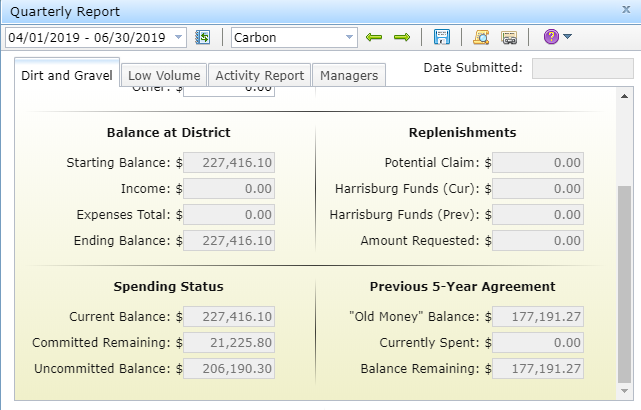 Quarterly Report x
04/01/2019 - 06/30/2019 Carbon
Dirt and Gravel Low Volume Activity Report Managers Date Submitted:
Other: $ 0.00
Balance at District
Starting Balance: $ 227,416.10
Income: $ 0.00
Expenses Total: $ 0.00
Ending Balance: $ 227,416.10
Replenishments
Potential Claim: $ 0.00
Harrisburg Funds (Cur): $ 0.00
Harrisburg Funds (Prev): $ 0.00
Amount Requested: $ 0.00
Spending Status
Current Balance: $ 227,416.10
Committed Remaining: $ 21,225.80
Uncommitted Balance: $ 206,190.30
Previous 5-Year Agreement
"Old Money" Balance: $ 177,191.27
Currently Spent: $ 0.00
Balance Remaining: $ 177,191.27